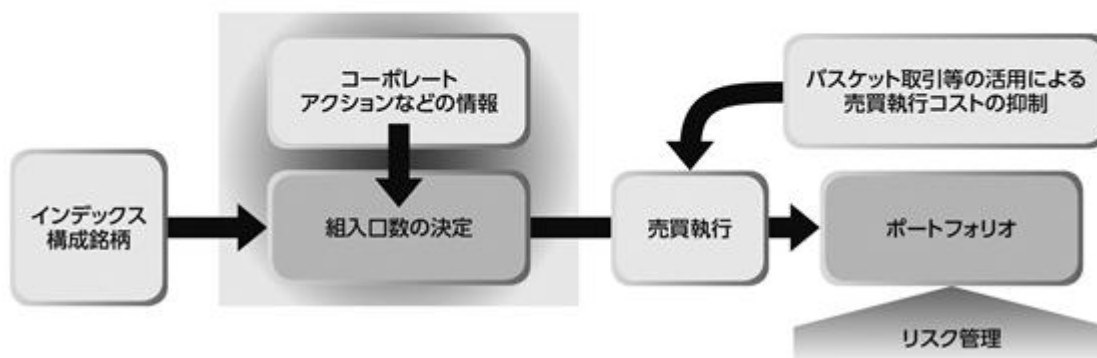 コーポレート
アクションなどの情報
バスケット取引等の活用による
売買執行コストの抑制
インデックス
構成銘柄
組入口数の決定
売買執行
ポートフォリオ
リスク管理